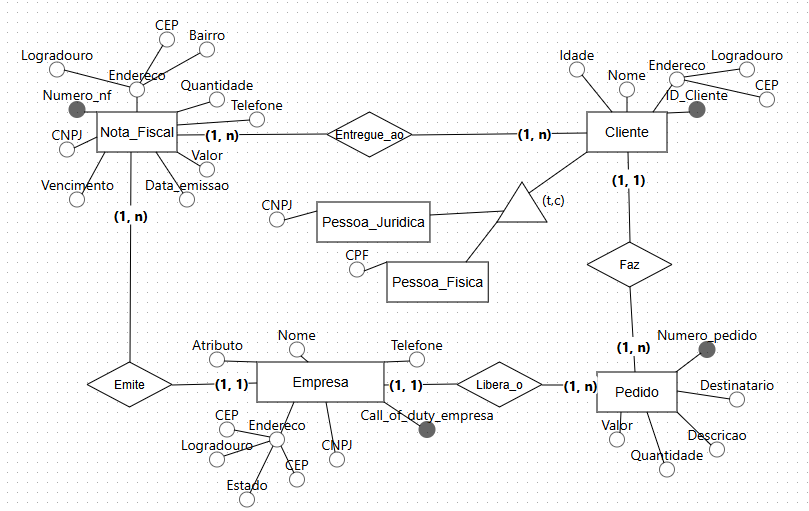 CEP
Bairro
Logradouro
Endereco
Quantidade
Numero_nf
Telefone
CNPJ
Nota_Fiscal
(1, n)
Valor
Vencimento
Data_emissao
(1, n)
Entregue_ao
(1, n)
Idade
Nome
Endereco
Logradouro
CEP
ID_Cliente
Cliente
(1, 1)
(t,c)
CNPJ
Pessoa_Juridica
CPF
Pessoa_Fisica
Faz
(1, n)
Numero_pedido
Destinatario
Pedido
Valor
Descricao
Quantidade
Emite
(1, 1)
Atributo
Nome
Telefone
Empresa
(1, 1)
Libera_o
(1, n)
Call_of_duty_empresa
CEP
Endereco
Logradouro
CNPJ
CEP
Estado